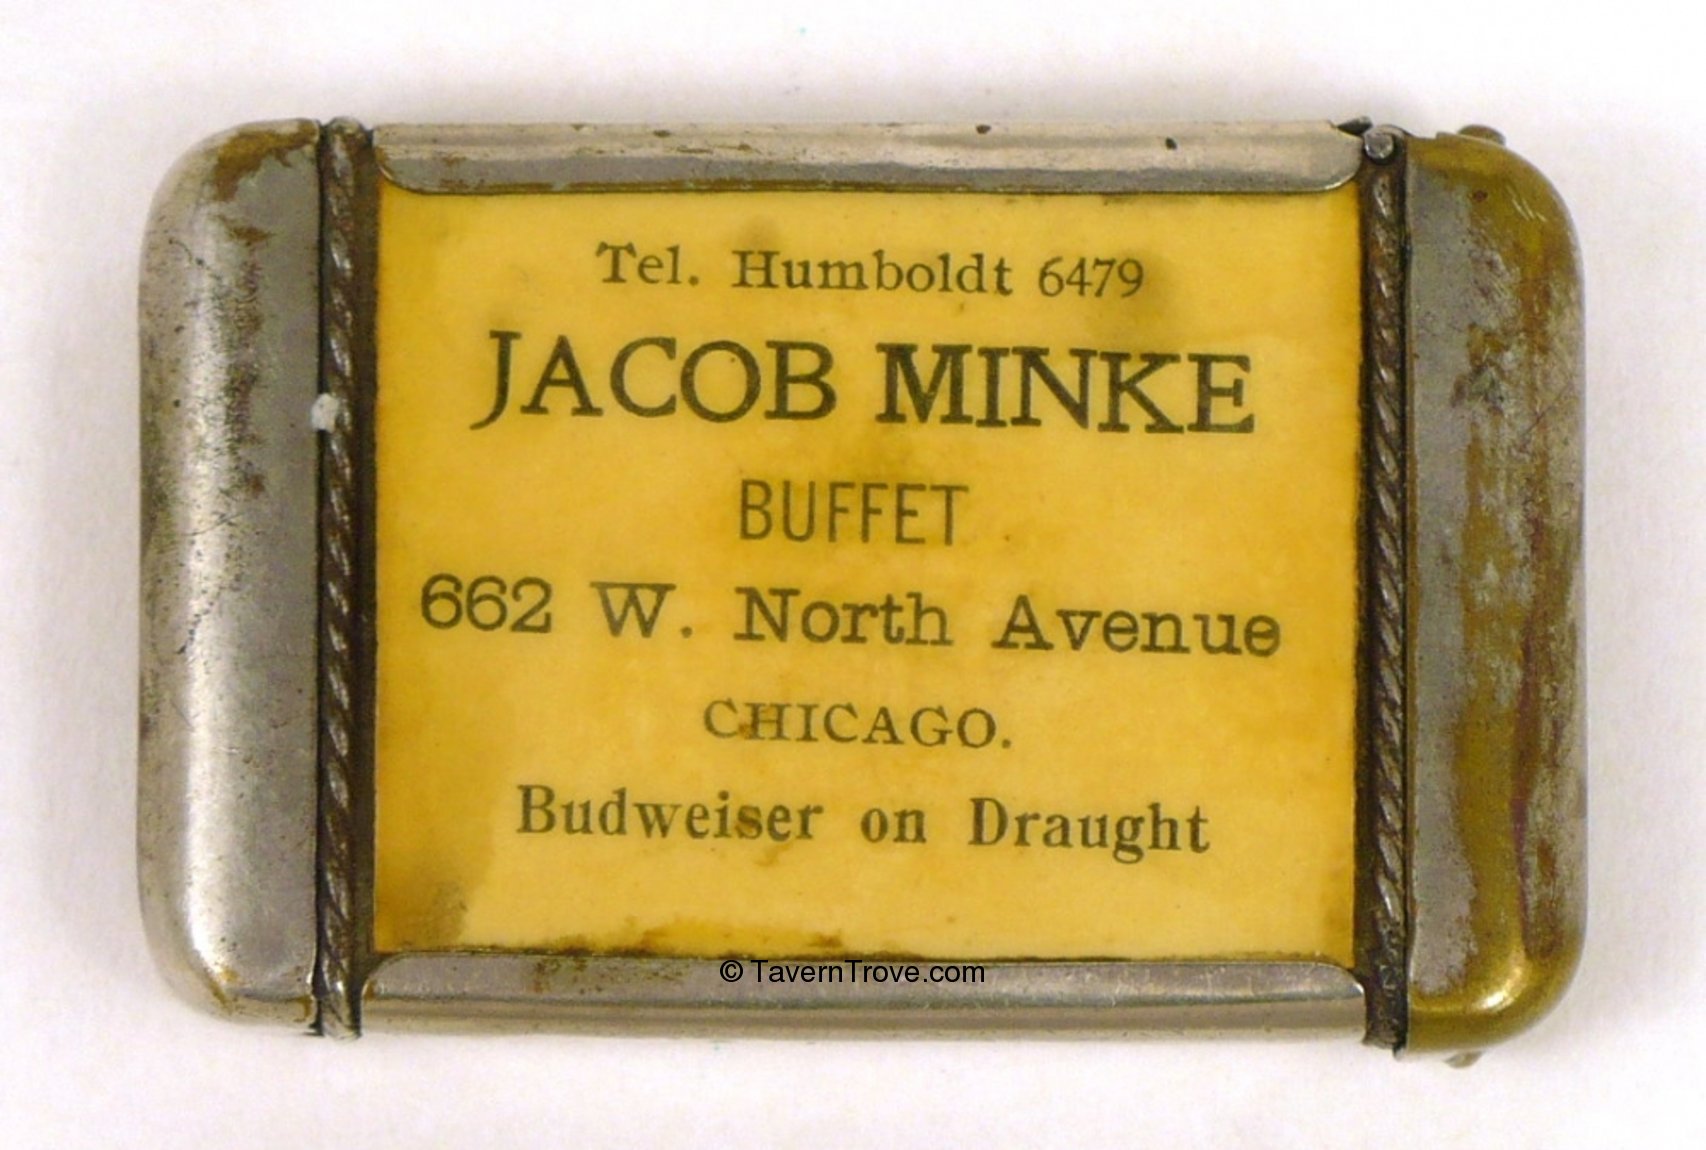 Tel. Humboldt 6479
JACOB MINKE
BUFFET
662 W. North Avenue
CHICAGO.
Budweiser on Draught
© TavernTrove.com